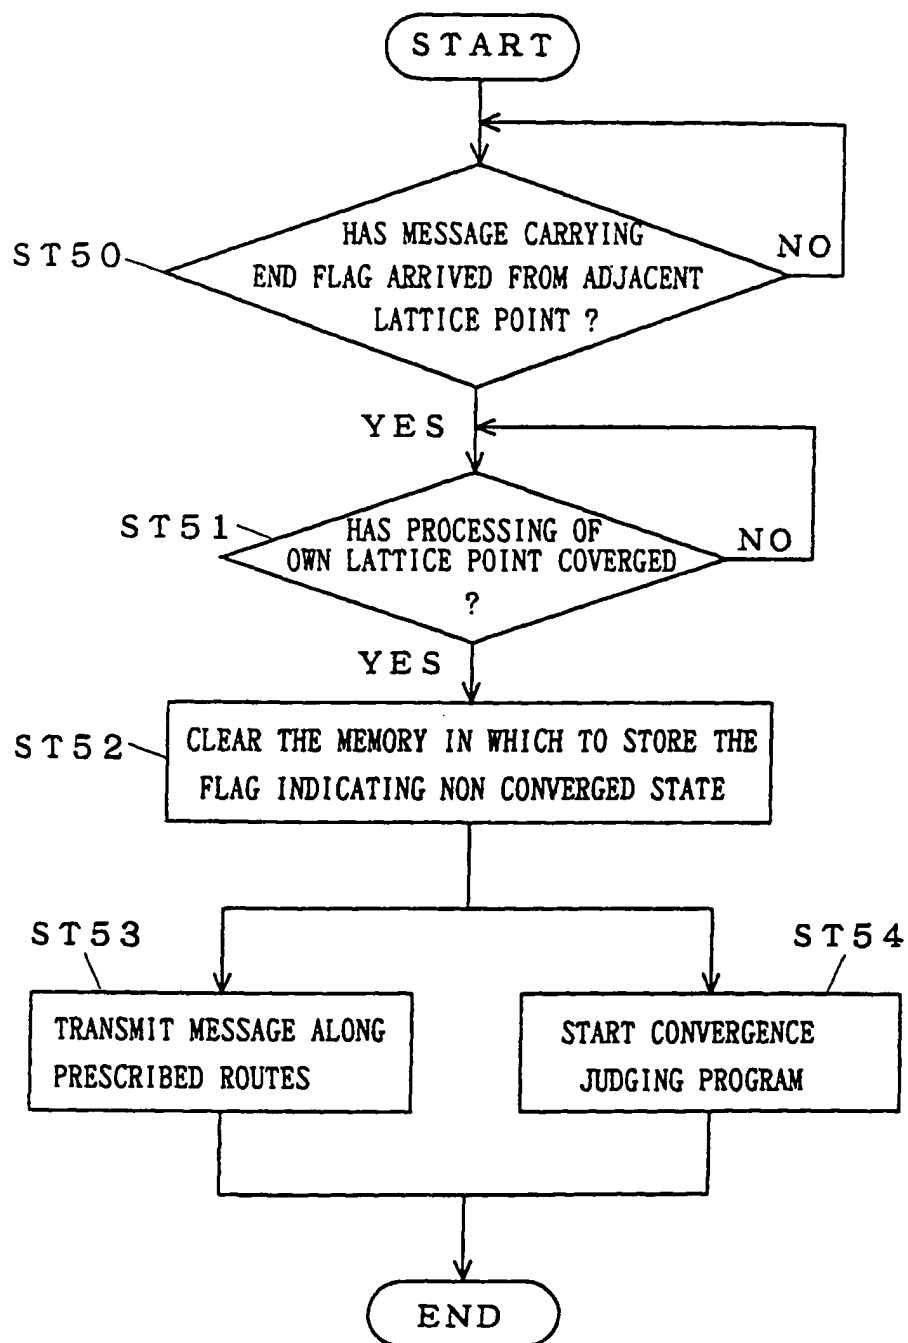 START
HAS MESSAGE CARRYING
END FLAG ARRIVED FROM ADJACENT
LATTICE POINT ?
ST50
NO
YES
HAS PROCESSING OF
OWN LATTICE POINT COVERGED
?
ST51
NO
YES
CLEAR THE MEMORY IN WHICH TO STORE THE
FLAG INDICATING NON CONVERGED STATE
ST52
ST53
TRANSMIT MESSAGE ALONG
PRESCRIBED ROUTES
ST54
START CONVERGENCE
JUDGING PROGRAM
END